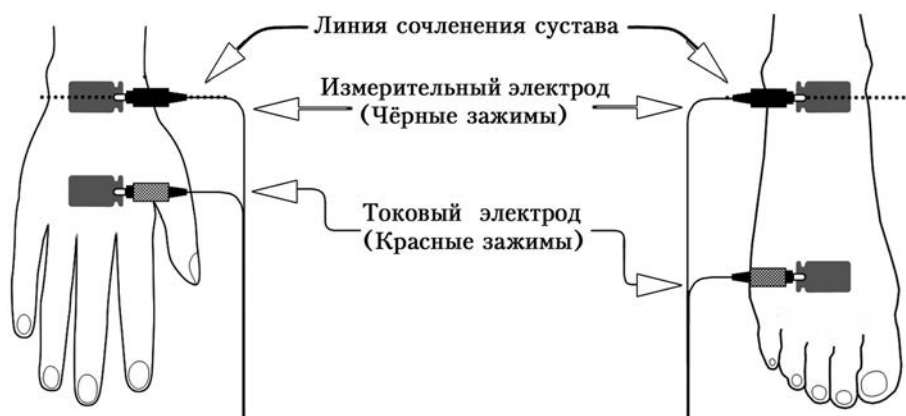 Линия сочленения сустава
Измерительный электрод
(Чёрные зажимы)
Токовый электрод
(Красные зажимы)